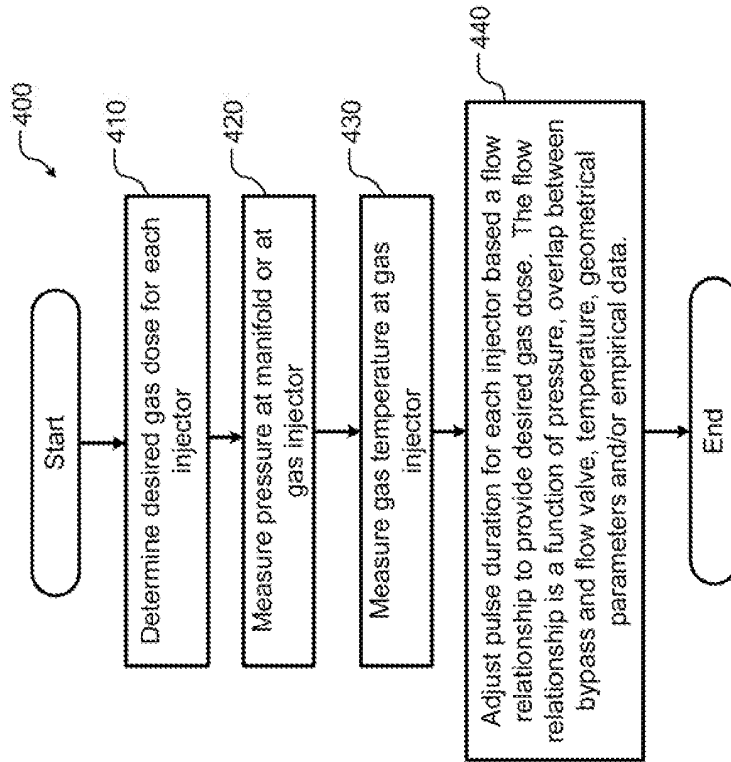 400
Start
410
Determine desired gas dose for each
injector
420
Measure pressure at manifold or at
gas injector
430
Measure gas temperature at gas
injector
440
Adjust pulse duration for each injector based a flow
relationship to provide desired gas dose. The flow
relationship is a function of pressure, overlap between
bypass and flow valve, temperature, geometrical
parameters and/or empirical data.
End